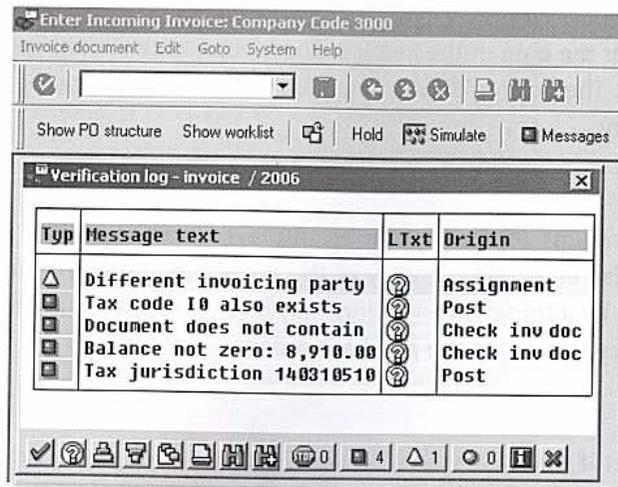 Enter Incoming Invoice: Company Code 3000
Invoice document Edit Goto System Help
Show PO structure Show worklist Hold Simulate Messages
Verification log - invoice / 2006
Typ Message text LTxt Origin
Different invoicing party Assignment
Tax code I0 also exists Post
Document does not contain Check inv doc
Balance not zero: 8,910.00 Check inv doc
Tax jurisdiction 140310510 Post
STOP 0 4 1 0